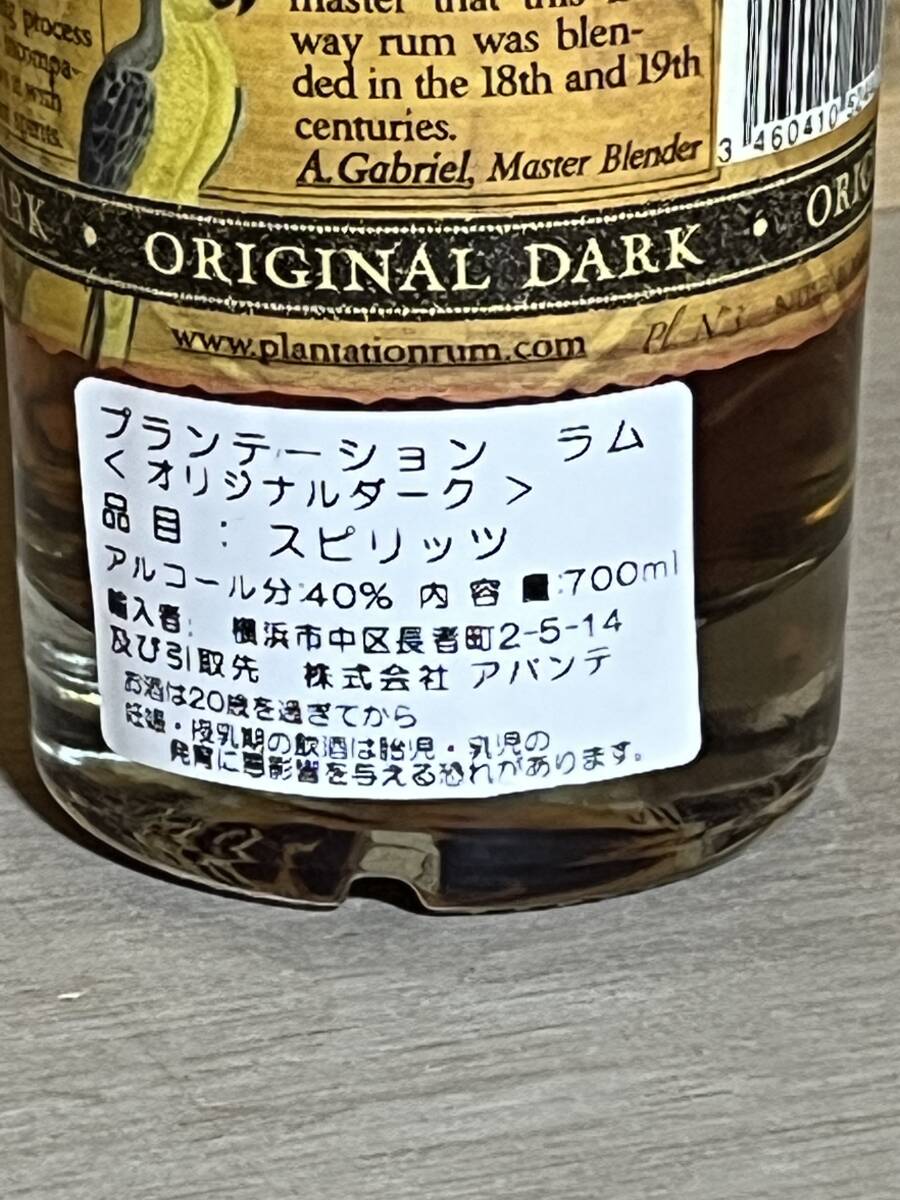 process
master that this
way rum was blen-
ded in the 18th and 19th
centuries.
A.Gabriel, Master Blender
3 460410
ORIGINAL DARK
www.plantationrum.com
プランテーション ラム
< オリジナルダーク >
品目: スピリッツ
アルコール分:40% 内容量:700ml
輸入者: 横浜市中区長者町2-5-14
及び引取先 株式会社 アバンテ
お酒は20歳を過ぎてから
妊娠・授乳期の飲酒は胎児・乳児の
発育に悪影響を与える恐れがあります。